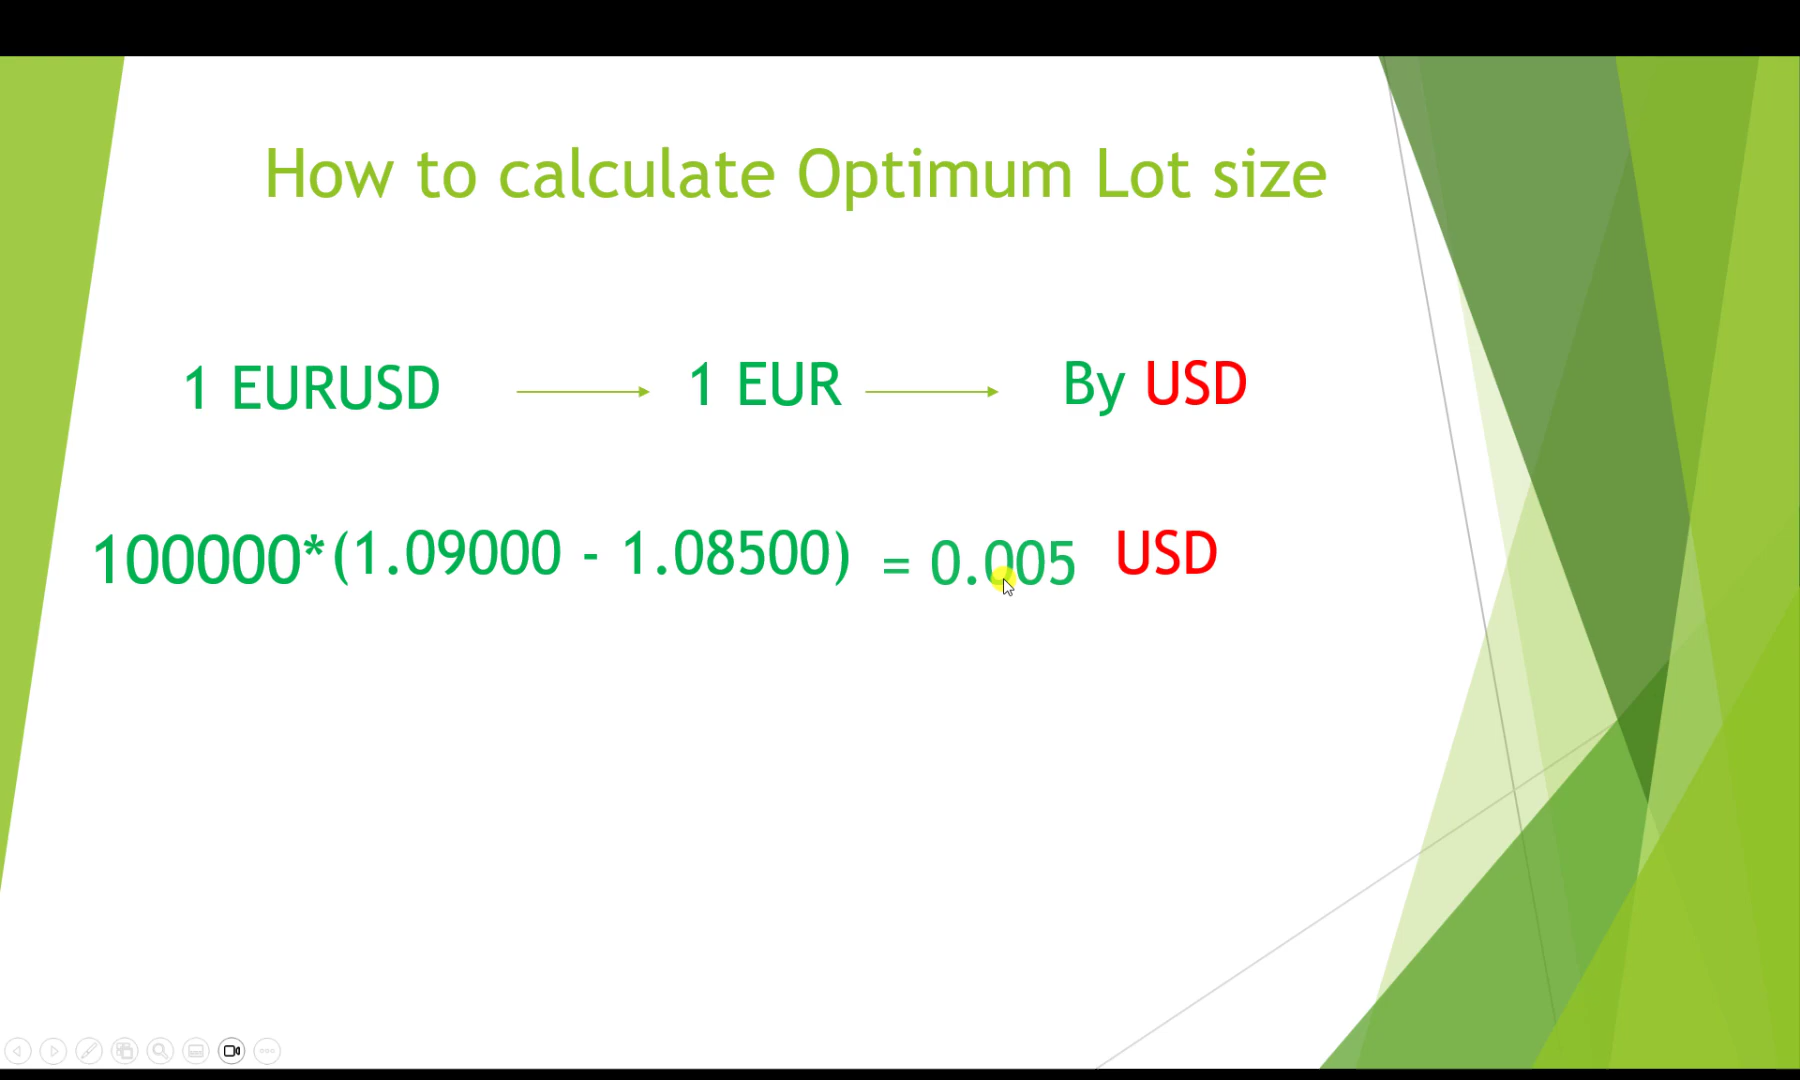 How to calculate Optimum Lot size
1 EURUSD 1 EUR By USD
100000*(1.09000 - 1.08500) = 0.005 USD